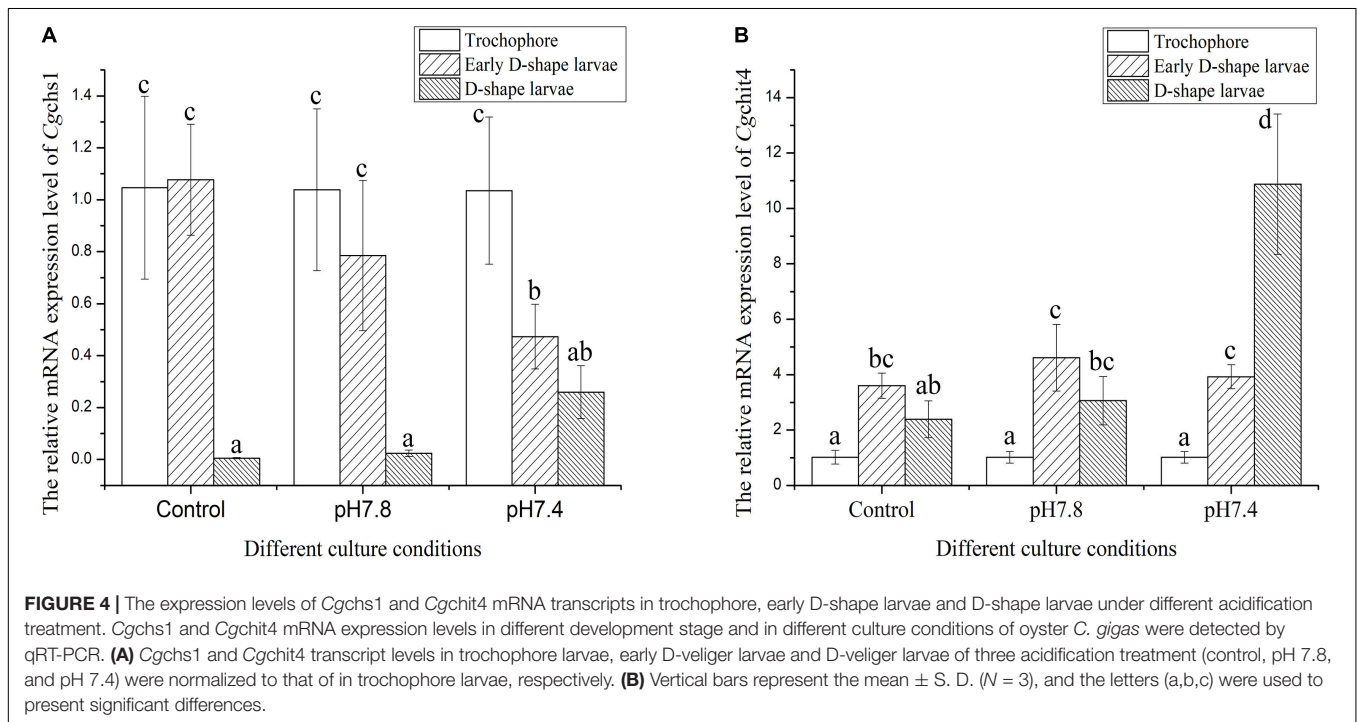 A
Trochophore
Early D-shape larvae
D-shape larvae
The relative mRNA expression level of Cgchs1
1.4
1.2
1.0
0.8
0.6
0.4
0.2
0.0
c
c
a
c
c
a
c
b
ab
Control
pH7.8
pH7.4
Different culture conditions
B
Trochophore
Early D-shape larvae
D-shape larvae
The relative mRNA expression level of Cgchit4
14
12
10
8
6
4
2
0
a
bc
ab
a
c
bc
a
c
d
Control
pH7.8
pH7.4
Different culture conditions
FIGURE 4 | The expression levels of Cgchs1 and Cgchit4 mRNA transcripts in trochophore, early D-shape larvae and D-shape larvae under different acidification
treatment. Cgchs1 and Cgchit4 mRNA expression levels in different development stage and in different culture conditions of oyster C. gigas were detected by
qRT-PCR. (A) Cgchs1 and Cgchit4 transcript levels in trochophore larvae, early D-veliger larvae and D-veliger larvae of three acidification treatment (control, pH 7.8,
and pH 7.4) were normalized to that of in trochophore larvae, respectively. (B) Vertical bars represent the mean ± S. D. (N = 3), and the letters (a,b,c) were used to
present significant differences.